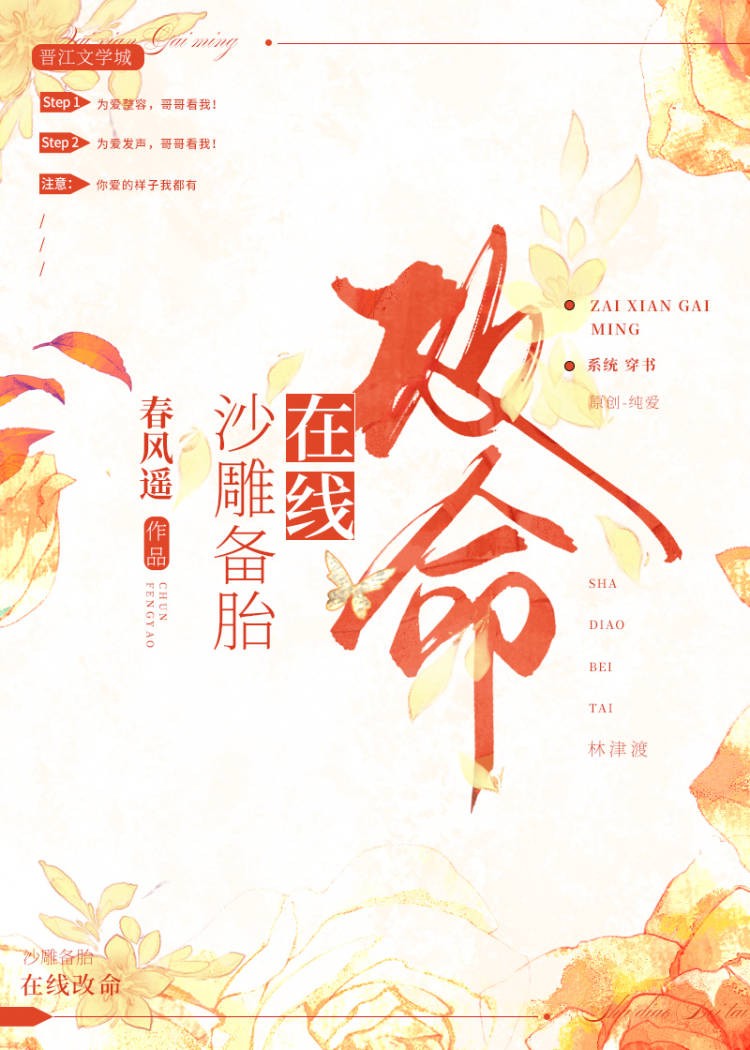 Zai xian Gai ming
晋江文学城
Step 1 为爱整容，哥哥看我！
Step 2 为爱发声，哥哥看我！
注意： 你爱的样子我都有
/
/
/
改命
在线
沙雕备胎
春风遥
作品
CHUN
FENGYAO
ZAI XIAN GAI
MING
系统 穿书
原创-纯爱
SHA
DIAO
BEI
TAI
林津渡
沙雕备胎
在线改命
Sha diao Bei tai